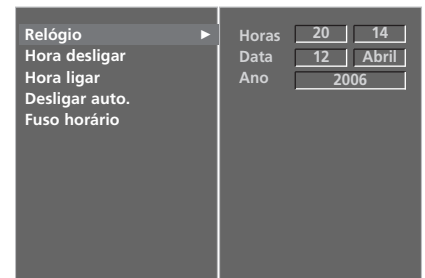 Relógio
Hora desligar
Hora ligar
Desligar auto.
Fuso horário
Horas 20 14
Data 12 Abril
Ano 2006